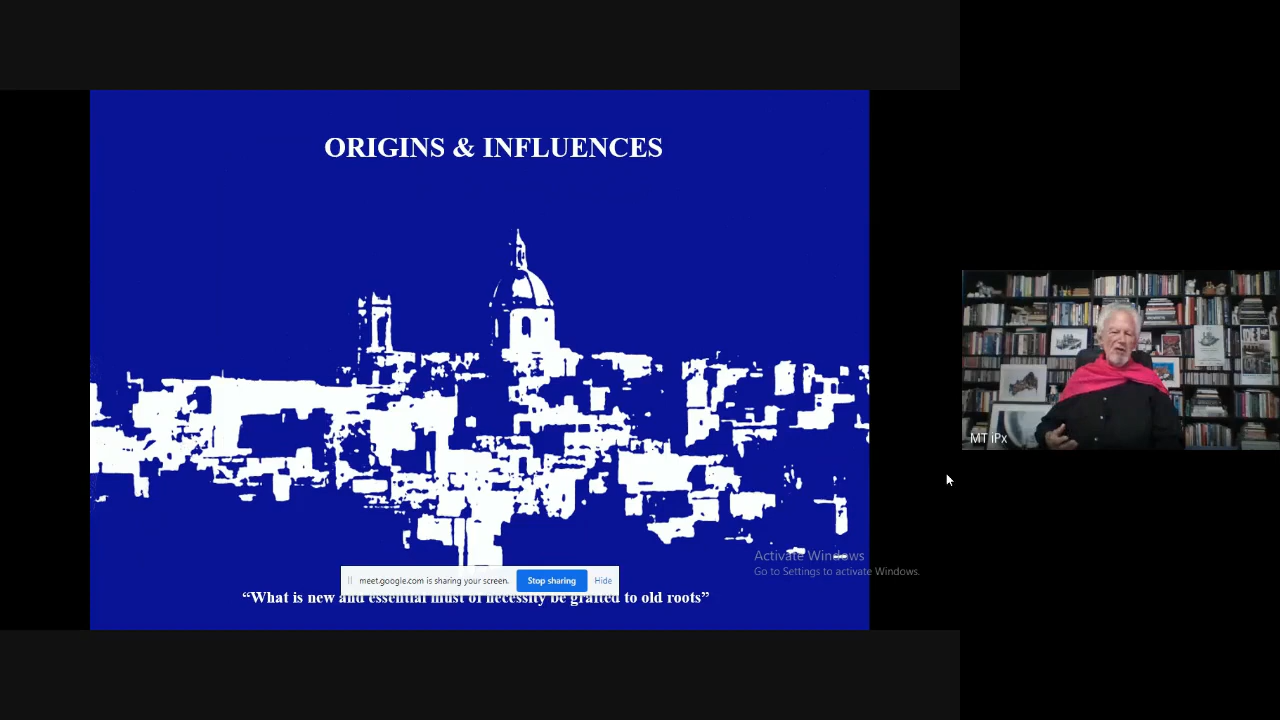 ORIGINS & INFLUENCES
MT iPx
Activate Windows
Go to Settings to activate Windows.
meet.google.com is sharing your screen. Stop sharing Hide
“What is new and essential must of necessity be grafted to old roots”